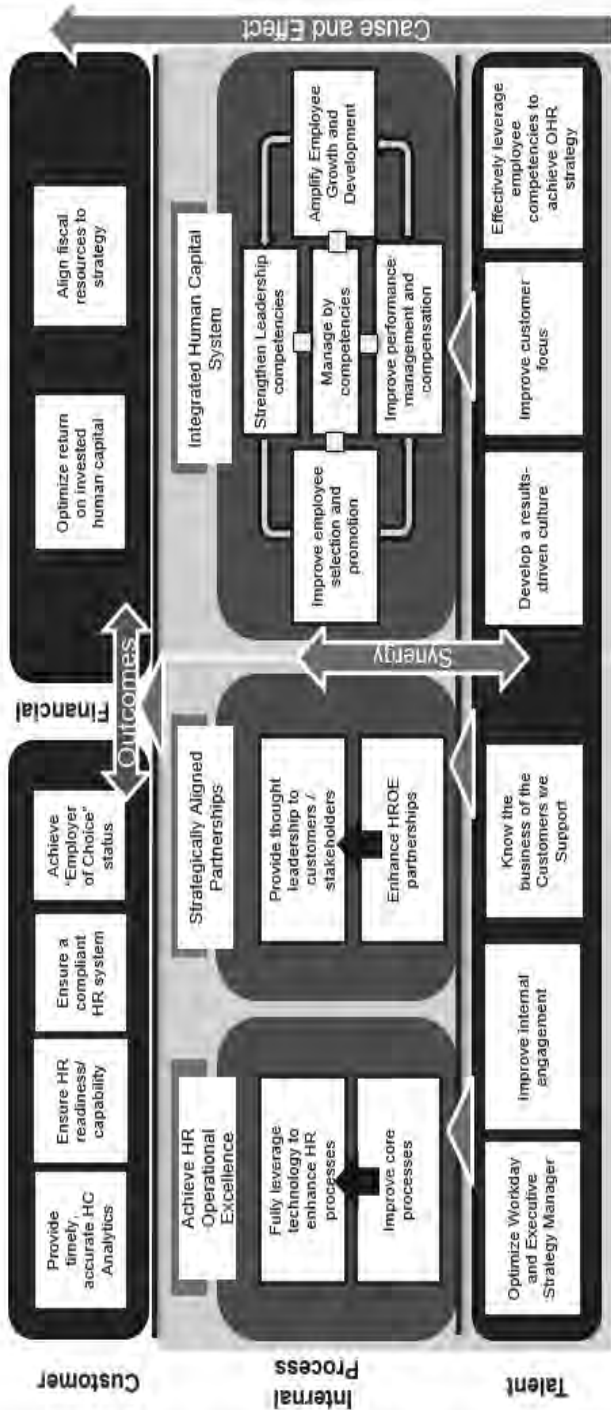 Customer
Provide
timely,
accurate HC
Analytics
Ensure HR
readiness/
capability
Ensure a
compliant
HR system
Achieve
"Employer
of Choice"
status
Outcomes
Financial
Optimize return
on invested
human capital
Align fiscal
resources to
strategy
Cause and Effect
Internal
Process
Achieve HR
Operational
Excellence
Fully leverage
technology to
enhance HR
processes
Improve core
processes
Strategically Aligned
Partnerships
Provide thought
leadership to
customers /
stakeholders
Enhance HROE
partnerships
Synergy
Integrated Human Capital
System
Strengthen Leadership
competencies
Improve employee
selection and
promotion
Manage by
competencies
Amplify Employee
Growth and
Development
Improve performance
management and
compensation
Talent
Optimize Workday
and Executive
Strategy Manager
Improve internal
engagement
Know the
business of the
Customers we
Support
Develop a results-
driven culture
Improve customer
focus
Effectively leverage
employee
competencies to
achieve OHR
strategy